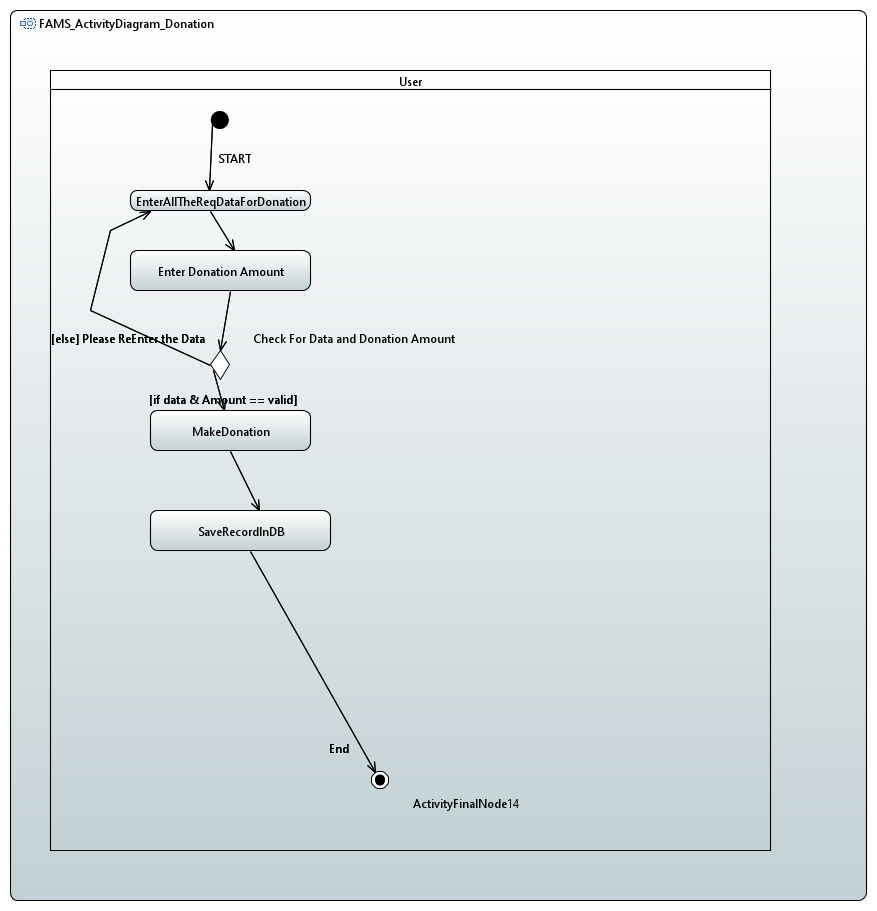 FAMS_ActivityDiagram_Donation
User
START
EnterAllTheReqDataForDonation
Enter Donation Amount
[else] Please ReEnter the Data
Check For Data and Donation Amount
[if data & Amount == valid]
MakeDonation
SaveRecordInDB
End
ActivityFinalNode14